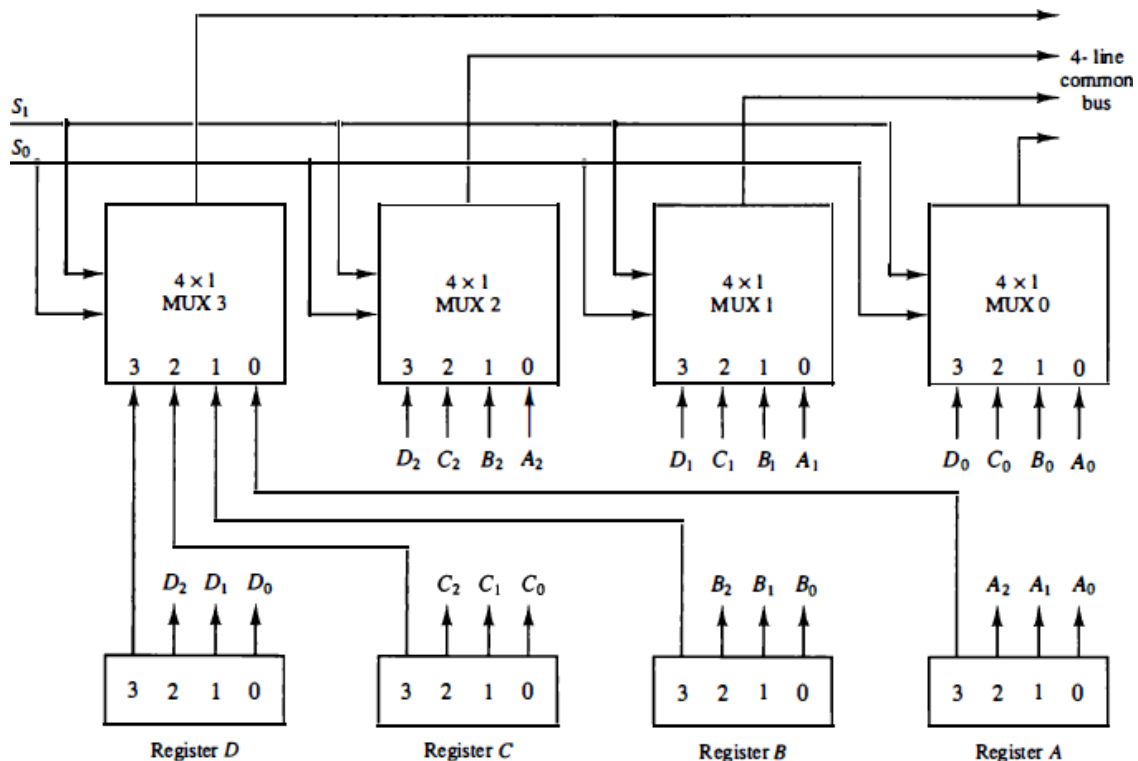 4- line
common
bus
S₁
S₀
4 × 1
MUX 3
4 × 1
MUX 2
4 × 1
MUX 1
4 × 1
MUX 0
3 2 1 0
3 2 1 0
3 2 1 0
3 2 1 0
D₂ C₂ B₂ A₂
D₁ C₁ B₁ A₁
D₀ C₀ B₀ A₀
D₂ D₁ D₀
C₂ C₁ C₀
B₂ B₁ B₀
A₂ A₁ A₀
3 2 1 0
3 2 1 0
3 2 1 0
3 2 1 0
Register D
Register C
Register B
Register A